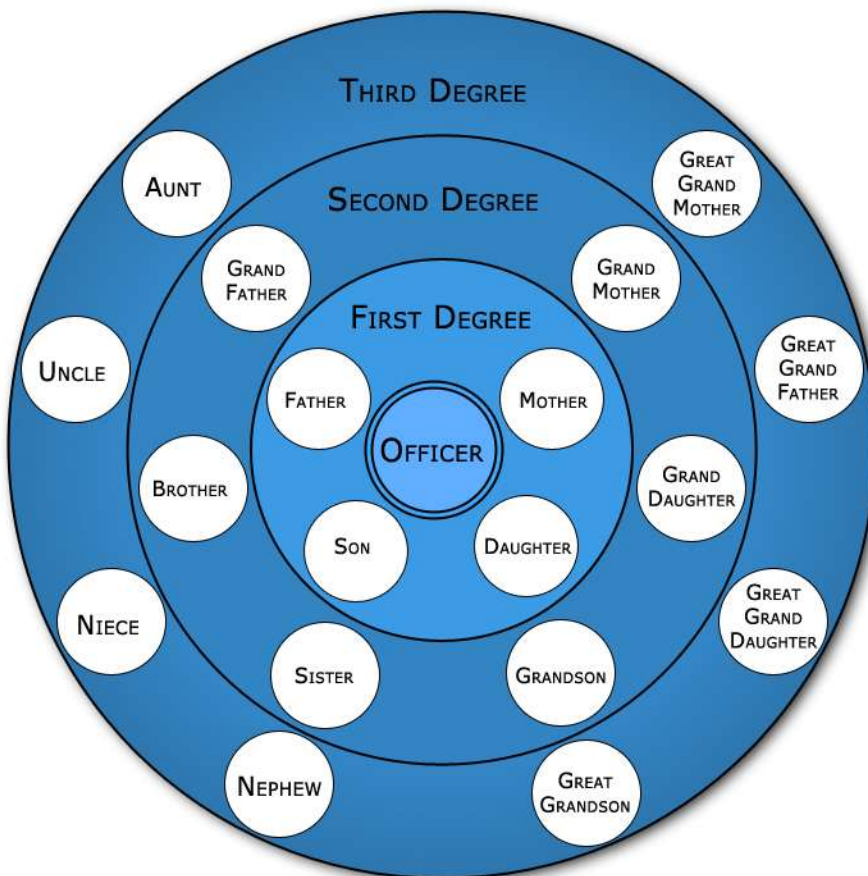 Third Degree
Aunt
Great
Grand
Mother
Second Degree
Grand
Father
Grand
Mother
First Degree
Uncle
Great
Grand
Father
Father
Mother
Officer
Brother
Grand
Daughter
Son
Daughter
Niece
Great
Grand
Daughter
Sister
Grandson
Nephew
Great
Grandson